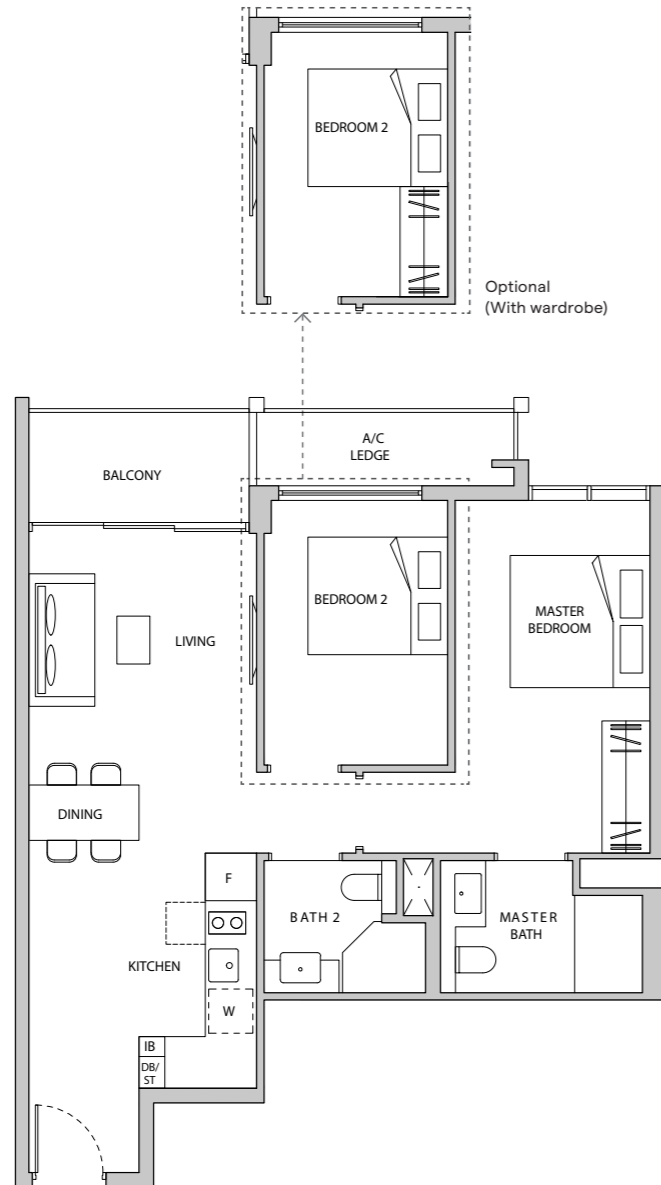 BEDROOM 2
Optional
(With wardrobe)
A/C
LEDGE
BALCONY
BEDROOM 2
MASTER
BEDROOM
LIVING
DINING
F
BATH 2
MASTER
BATH
KITCHEN
W
IB
DB/
ST